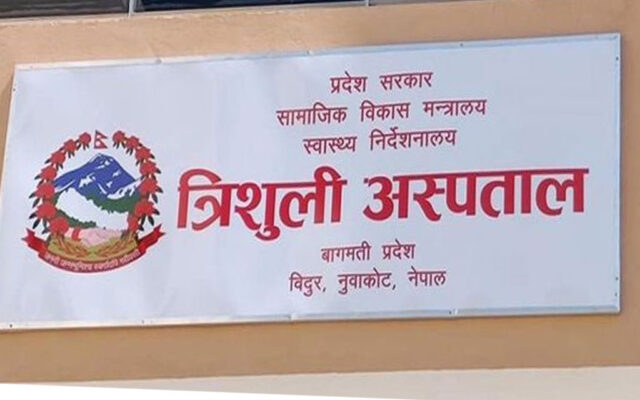 प्रदेश सरकार
सामाजिक विकास मन्त्रालय
स्वास्थ्य निर्देशनालय
त्रिशुली अस्पताल
बागमती प्रदेश
विदुर, नुवाकोट, नेपाल